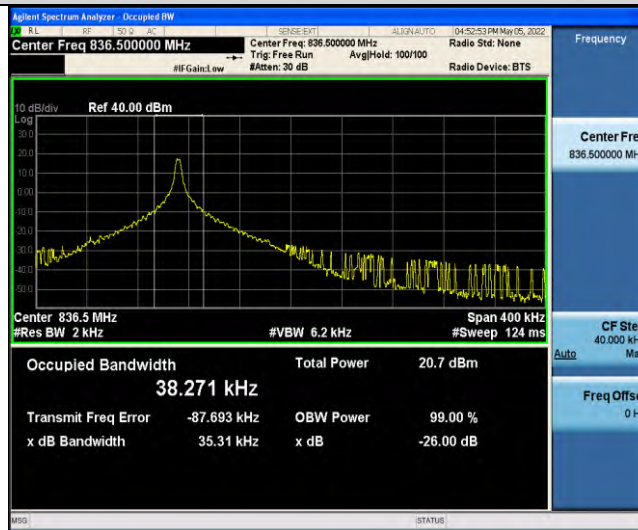 Agilent Spectrum Analyzer - Occupied BW
RL RF 50 Ω AC SENSE:EXT ALIGN AUTO 04:52:53 PM May 05, 2022
Center Freq 836.500000 MHz
Center Freq: 836.500000 MHz
Radio Std: None
Trig: Free Run Avg|Hold: 100/100
#IFGain:Low
#Atten: 30 dB
Radio Device: BTS
10 dB/div Ref 40.00 dBm
Log
30.0
20.0
10.0
0.00
-10.0
-20.0
-30.0
-40.0
-50.0
Center 836.5 MHz Span 400 kHz
#Res BW 2 kHz #VBW 6.2 kHz #Sweep 124 ms
Occupied Bandwidth Total Power 20.7 dBm
38.271 kHz
Transmit Freq Error -87.693 kHz OBW Power 99.00 %
x dB Bandwidth 35.31 kHz x dB -26.00 dB
MSG STATUS
Frequency
Center Fre
836.500000 MH
CF Ste
40.000 kH
Auto Ma
Freq Offse
0 H